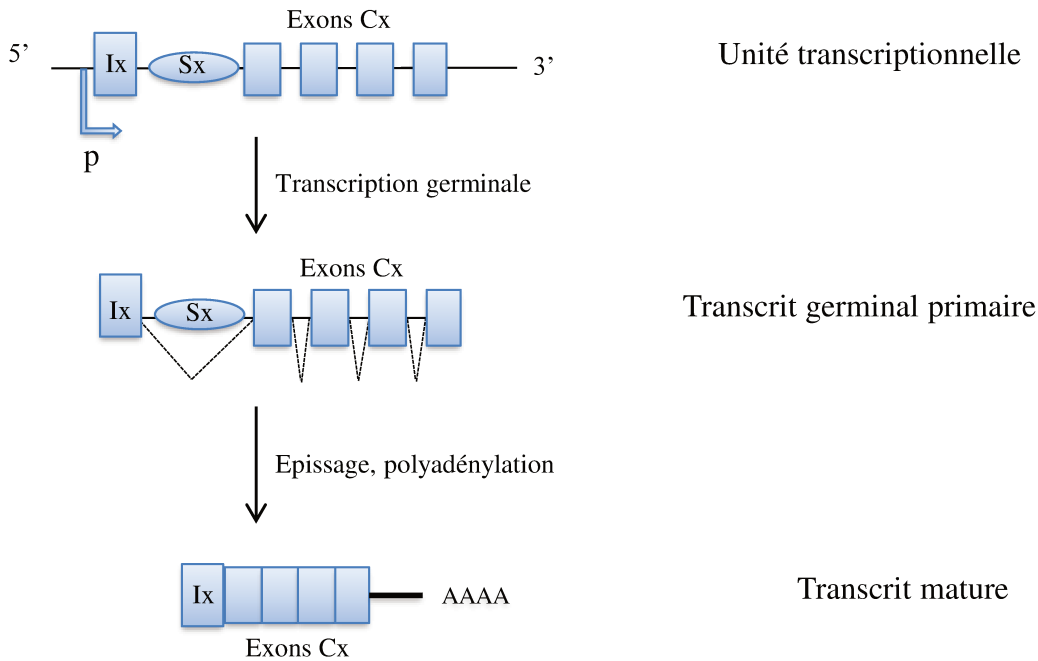 Exons Cx
5’
Ix
Sx
3’
Unité transcriptionnelle
p
Transcription germinale
Exons Cx
Ix
Sx
Transcrit germinal primaire
Epissage, polyadénylation
Ix
AAAA
Transcrit mature
Exons Cx